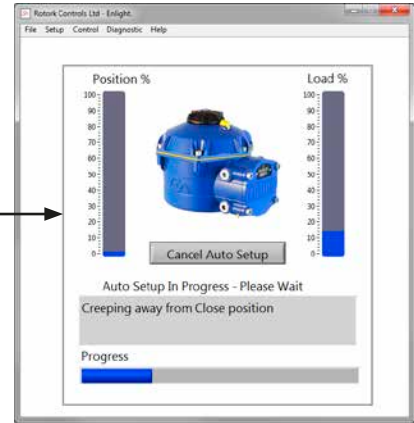 Rotork Controls Ltd - Enlight.
File Setup Control Diagnostic Help
Position % Load %
100 100
90 90
80 80
70 70
60 60
50 50
40 40
30 30
20 20
10 10
0 0
Cancel Auto Setup
Auto Setup In Progress - Please Wait
Creeping away from Close position
Progress